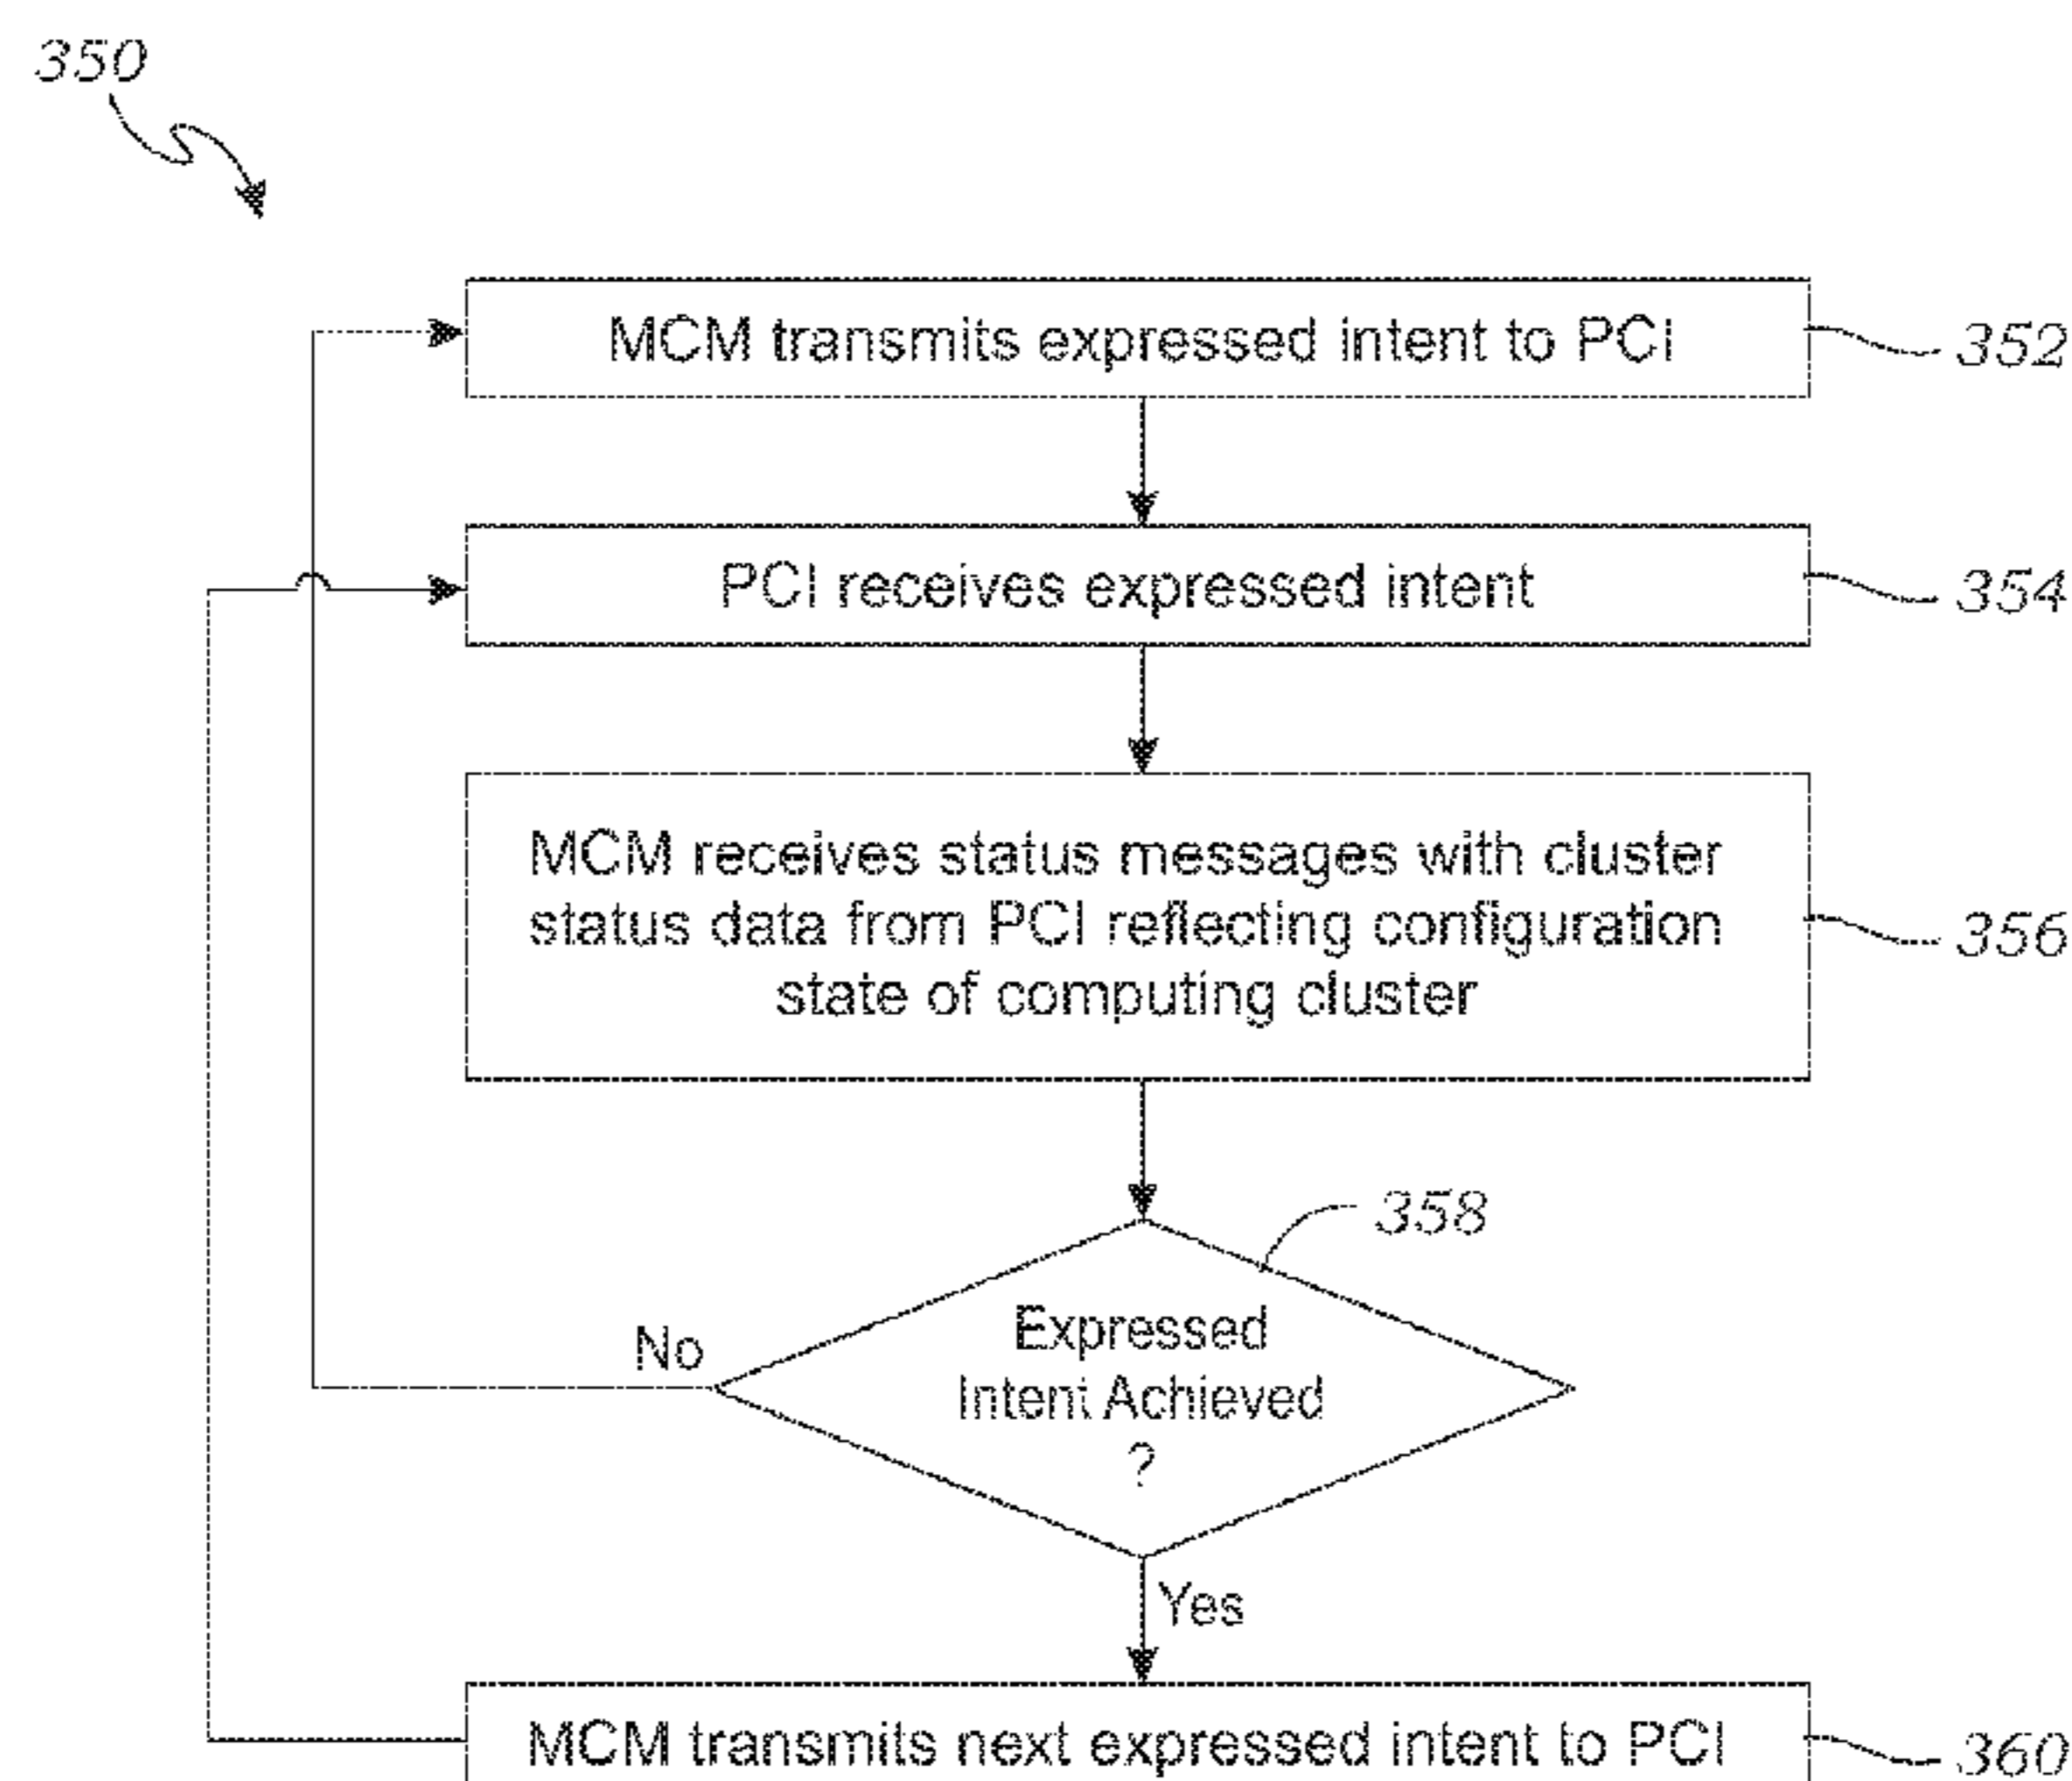 350
MCM transmits expressed intent to PCI
352
PCI receives expressed intent
354
MCM receives status messages with cluster
status data from PCI reflecting configuration
state of computing cluster
356
358
Expressed
Intent Achieved
?
No
Yes
MCM transmits next expressed intent to PCI
360